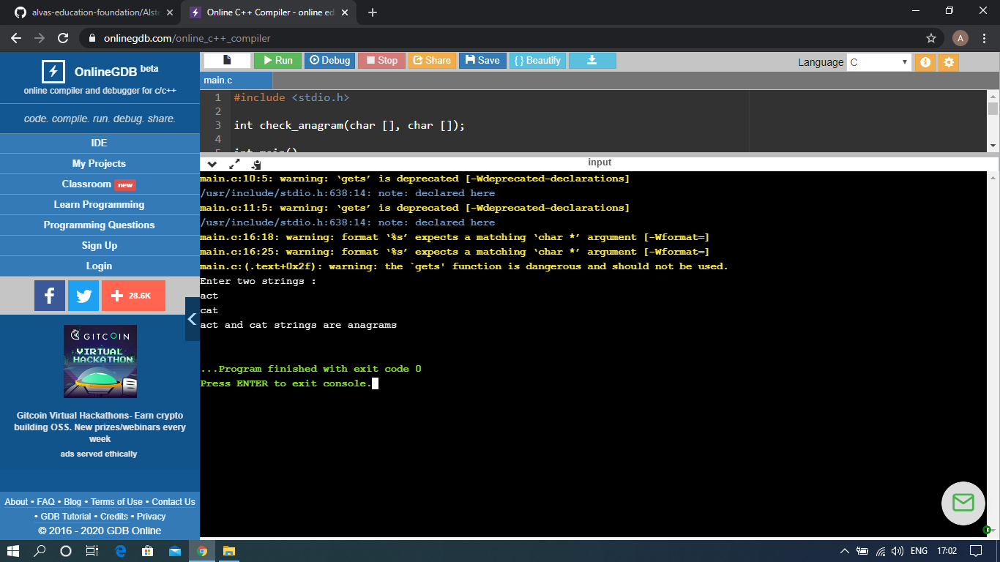 alvas-education-foundation/Alste
Online C++ Compiler - online ed
onlinegdb.com/online_c++_compiler
A
OnlineGDB beta
online compiler and debugger for c/c++
code. compile. run. debug. share.
IDE
My Projects
Classroom new
Learn Programming
Programming Questions
Sign Up
Login
28.6K
GITCOIN
VIRTUAL
HACKATHON
Gitcoin Virtual Hackathons- Earn crypto
building OSS. New prizes/webinars every
week
ads served ethically
About • FAQ • Blog • Terms of Use • Contact Us
• GDB Tutorial • Credits • Privacy
© 2016 - 2020 GDB Online
Run Debug Stop Share Save { } Beautify
Language C
main.c
1 #include <stdio.h>
2
3 int check_anagram(char [], char []);
4
5 int main()
input
main.c:10:5: warning: ‘gets’ is deprecated [-Wdeprecated-declarations]
/usr/include/stdio.h:638:14: note: declared here
main.c:11:5: warning: ‘gets’ is deprecated [-Wdeprecated-declarations]
/usr/include/stdio.h:638:14: note: declared here
main.c:16:18: warning: format ‘%s’ expects a matching ‘char *’ argument [-Wformat=]
main.c:16:25: warning: format ‘%s’ expects a matching ‘char *’ argument [-Wformat=]
main.c:(.text+0x2f): warning: the `gets' function is dangerous and should not be used.
Enter two strings :
act
cat
act and cat strings are anagrams
...Program finished with exit code 0
Press ENTER to exit console.
ENG 17:02